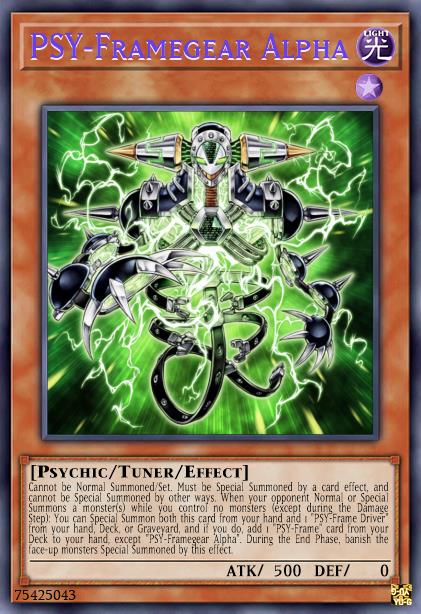 PSY-Framegear Alpha
LIGHT
光
[Psychic/Tuner/Effect]
Cannot be Normal Summoned/Set. Must be Special Summoned by a card effect, and
cannot be Special Summoned by other ways. When your opponent Normal or Special
Summons a monster(s) while you control no monsters (except during the Damage
Step): You can Special Summon both this card from your hand and 1 "PSY-Frame Driver"
from your hand, Deck, or Graveyard, and if you do, add 1 "PSY-Frame" card from your
Deck to your hand, except "PSY-Framegear Alpha". During the End Phase, banish the
face-up monsters Special Summoned by this effect.
ATK/ 500 DEF/ 0
75425043